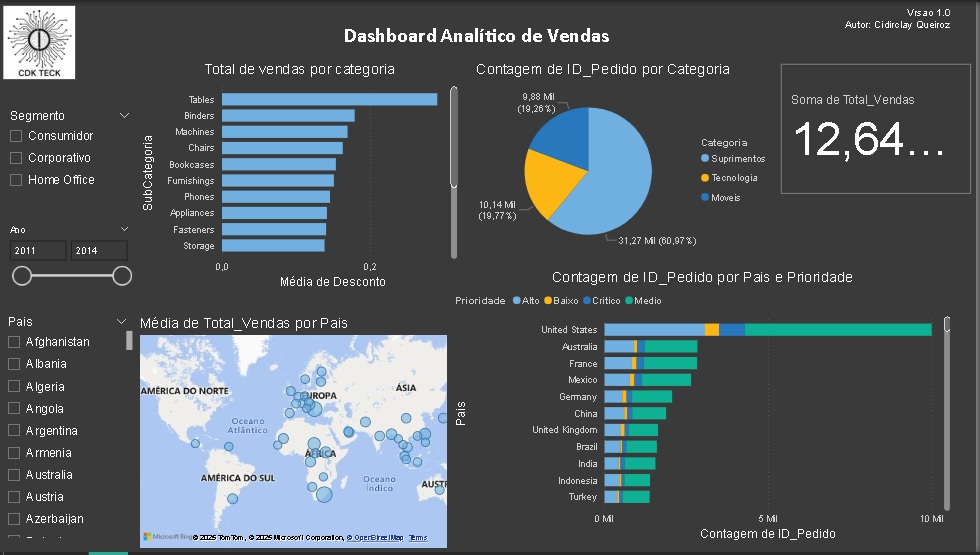 CDK TECK
Dashboard Analítico de Vendas
Vrsao 1.0
Autor: Cidirclay Queiroz
Segmento
Consumidor
Corporativo
Home Office
Ano
2011
2014
Pais
Afghanistan
Albania
Algeria
Angola
Argentina
Armenia
Australia
Austria
Azerbaijan
Total de vendas por categoria
SubCategoria
Tables
Binders
Machines
Chairs
Bookcases
Furnishings
Phones
Appliances
Fasteners
Storage
0,0
0,2
Média de Desconto
Contagem de ID_Pedido por Categoria
9,88 Mil
(19,26%)
10,14 Mil
(19,77%)
31,27 Mil (60,97%)
Categoria
Suprimentos
Tecnologia
Moveis
Soma de Total_Vendas
12,64...
Média de Total_Vendas por Pais
AMÉRICA DO NORTE
EUROPA
ÁSIA
Oceano
Atlântico
ÁFRICA
AMÉRICA DO SUL
Oceano
Índico
AUST
Microsoft Bing
© 2025 TomTom, © 2025 Microsoft Corporation, © OpenStreetMap Terms
Contagem de ID_Pedido por Pais e Prioridade
Prioridade
Alto
Baixo
Critico
Medio
Pais
United States
Australia
France
Mexico
Germany
China
United Kingdom
Brazil
India
Indonesia
Turkey
0 Mil
5 Mil
10 Mil
Contagem de ID_Pedido